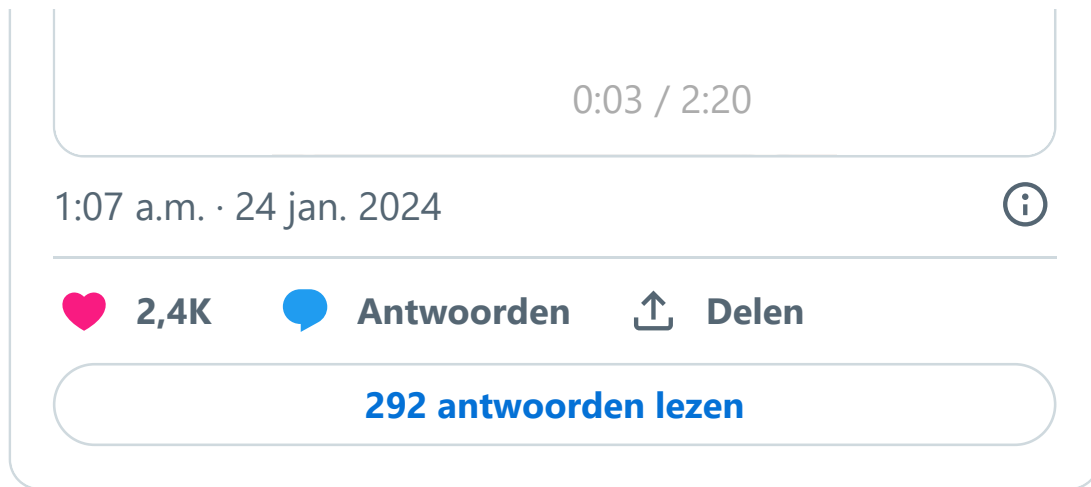 0:03 / 2:20
1:07 a.m. · 24 jan. 2024
2,4K Antwoorden Delen
292 antwoorden lezen